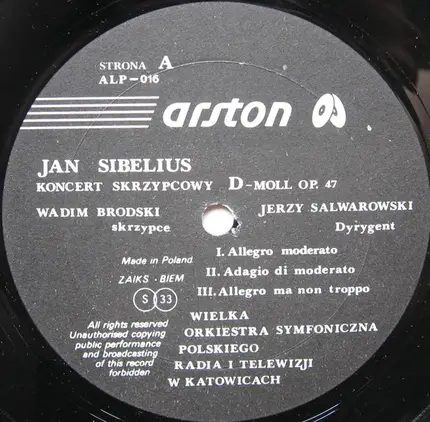 STRONA A
ALP-016
arston
JAN SIBELIUS
KONCERT SKRZYPCOWY D-MOLL OP. 47
WADIM BRODSKI
skrzypce
JERZY SALWAROWSKI
Dyrygent
I. Allegro moderato
II. Adagio di moderato
III. Allegro ma non troppo
Made in Poland
ZAIKS · BIEM
S 33
All rights reserved
Unauthorised copying
public performance
and broadcasting
of this record
forbidden
WIELKA
ORKIESTRA SYMFONICZNA
POLSKIEGO
RADIA I TELEWIZJI
W KATOWICACH